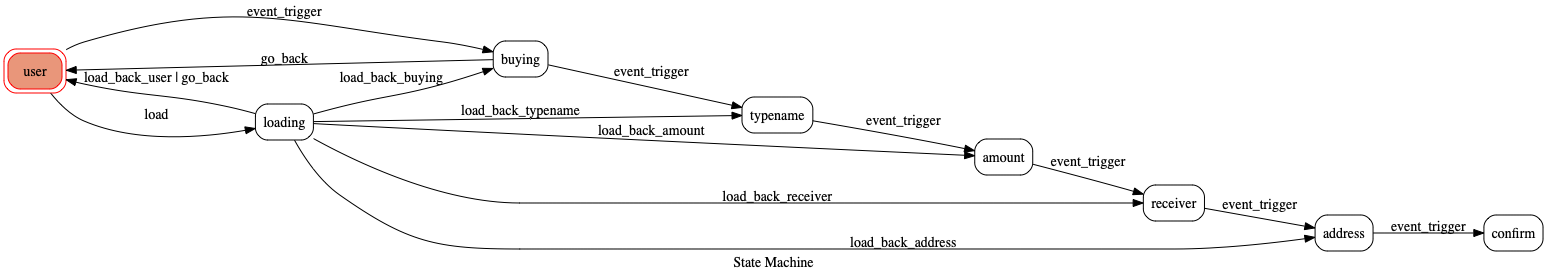 event_trigger
user
go_back
buying
load_back_user | go_back
load_back_buying
event_trigger
load
loading
load_back_typename
typename
event_trigger
load_back_amount
amount
event_trigger
load_back_receiver
receiver
event_trigger
load_back_address
address
event_trigger
confirm
State Machine